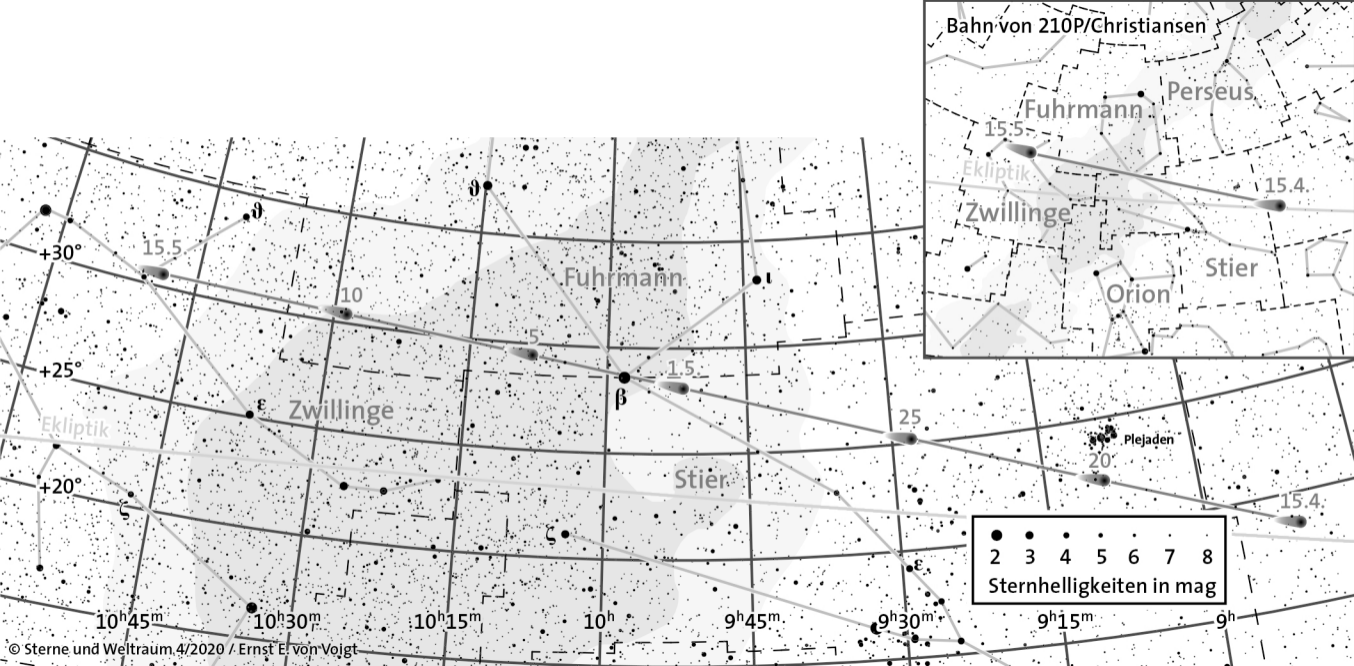 Bahn von 210P/Christiansen
Perseus
Fuhrmann
15.5.
Ekliptik
15.4.
Zwillinge
Stier
Orion
ϑ
ϑ
+30°
15.5
Fuhrmann
ι
10
5
1.5.
+25°
β
ε
Zwillinge
25
Ekliptik
Plejaden
20
Stier
+20°
15.4.
ζ
ζ
2 3 4 5 6 7 8
ε
Sternhelligkeiten in mag
10ʰ45ᵐ 10ʰ30ᵐ 10ʰ15ᵐ 10ʰ 9ʰ45ᵐ 9ʰ30ᵐ 9ʰ15ᵐ 9ʰ
© Sterne und Weltraum 4/2020 / Ernst E. von Voigt